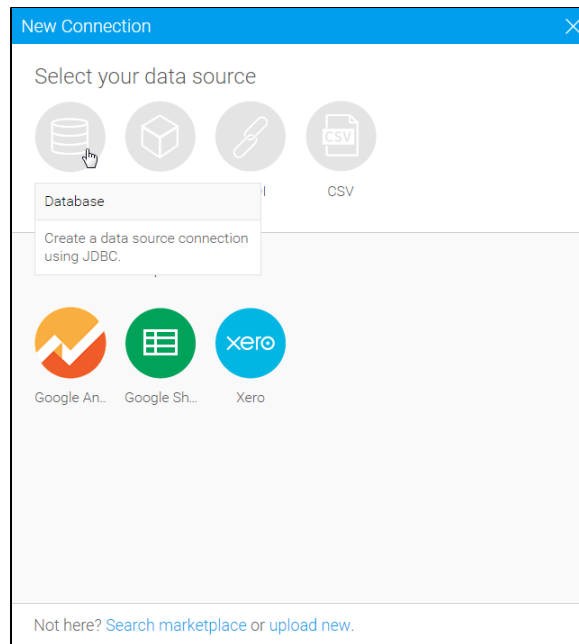 New Connection
Select your data source
CSV
CSV
Database
Create a data source connection
using JDBC.
Google An..
Google Sh...
Xero
xero
Not here? Search marketplace or upload new.